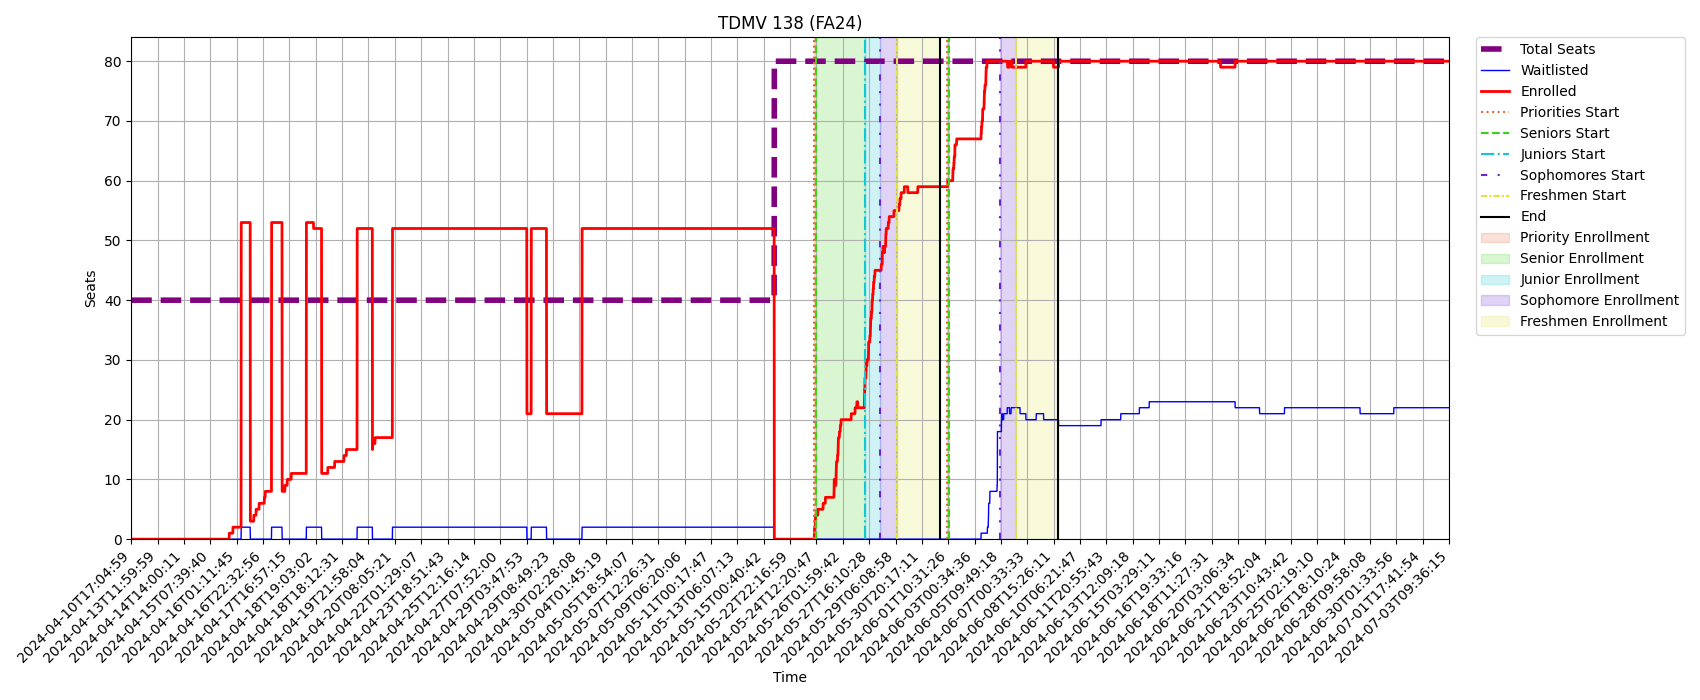 TDMV 138 (FA24)
Seats
80
70
60
50
40
30
20
10
0
2024-04-10T17:04:59
2024-04-13T11:59:59
2024-04-14T14:00:11
2024-04-15T07:39:40
2024-04-16T01:11:45
2024-04-16T22:32:56
2024-04-17T16:57:15
2024-04-18T19:03:02
2024-04-18T18:12:31
2024-04-19T21:58:04
2024-04-20T08:05:21
2024-04-22T01:29:07
2024-04-23T18:51:43
2024-04-25T12:16:14
2024-04-27T07:52:00
2024-04-29T03:47:53
2024-04-29T08:49:23
2024-04-30T02:28:08
2024-05-04T01:45:19
2024-05-05T18:54:07
2024-05-07T12:26:31
2024-05-09T06:20:06
2024-05-11T00:17:47
2024-05-13T06:07:13
2024-05-15T00:40:42
2024-05-22T22:16:59
2024-05-24T12:20:47
2024-05-26T01:59:42
2024-05-27T16:10:28
2024-05-29T06:08:58
2024-05-30T20:17:11
2024-06-01T10:31:26
2024-06-03T00:34:36
2024-06-05T09:49:18
2024-06-07T00:33:33
2024-06-08T15:26:11
2024-06-10T06:21:47
2024-06-11T20:55:43
2024-06-13T12:09:18
2024-06-15T03:29:11
2024-06-16T19:33:16
2024-06-18T11:27:31
2024-06-20T03:06:34
2024-06-21T18:52:04
2024-06-23T10:43:42
2024-06-25T02:19:10
2024-06-26T18:10:24
2024-06-28T09:58:08
2024-06-30T01:33:56
2024-07-01T17:41:54
2024-07-03T09:36:15
Time
Total Seats
Waitlisted
Enrolled
Priorities Start
Seniors Start
Juniors Start
Sophomores Start
Freshmen Start
End
Priority Enrollment
Senior Enrollment
Junior Enrollment
Sophomore Enrollment
Freshmen Enrollment